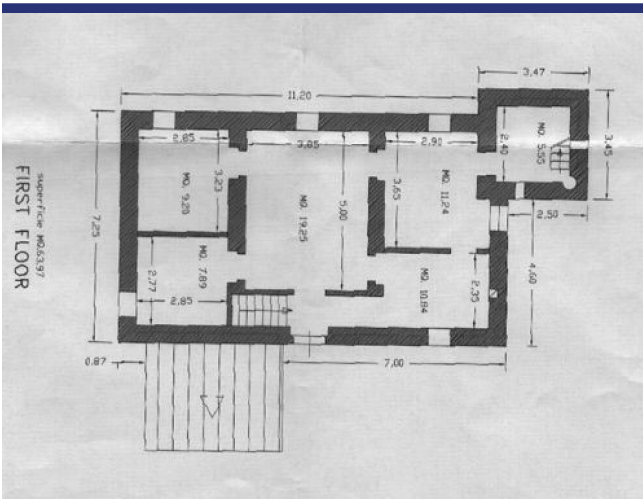 3,47
11,20
2,85
3,85
2,90
2,40
MQ. 5,55
3,45
3,23
MQ. 9,20
5,00
MQ. 19,25
3,65
MQ. 11,24
2,50
7,25
superficie MQ.63,97
FIRST FLOOR
2,77
MQ. 7,89
2,85
MQ. 10,84
2,35
4,60
0.87
7,00